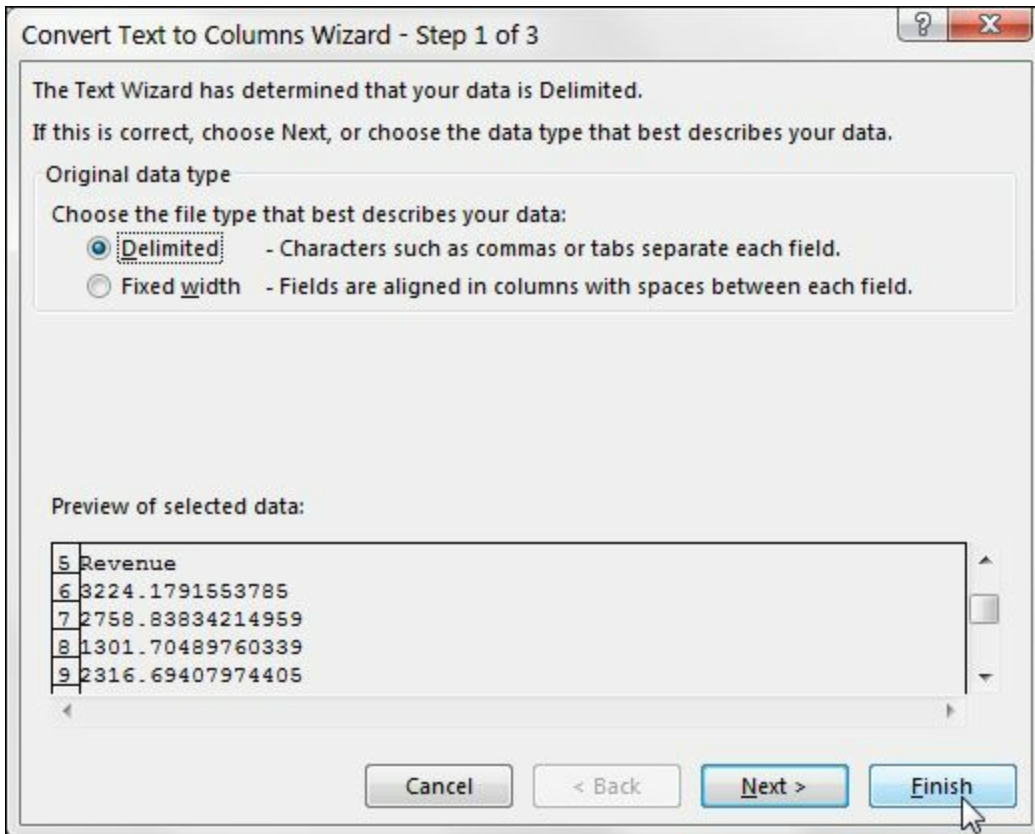 Convert Text to Columns Wizard - Step 1 of 3
?
The Text Wizard has determined that your data is Delimited.
If this is correct, choose Next, or choose the data type that best describes your data.
Original data type
Choose the file type that best describes your data:
Delimited - Characters such as commas or tabs separate each field.
Fixed width - Fields are aligned in columns with spaces between each field.
Preview of selected data:
5 Revenue
6 3224.1791553785
7 2758.83834214959
8 1301.70489760339
9 2316.69407974405
Cancel < Back Next > Finish